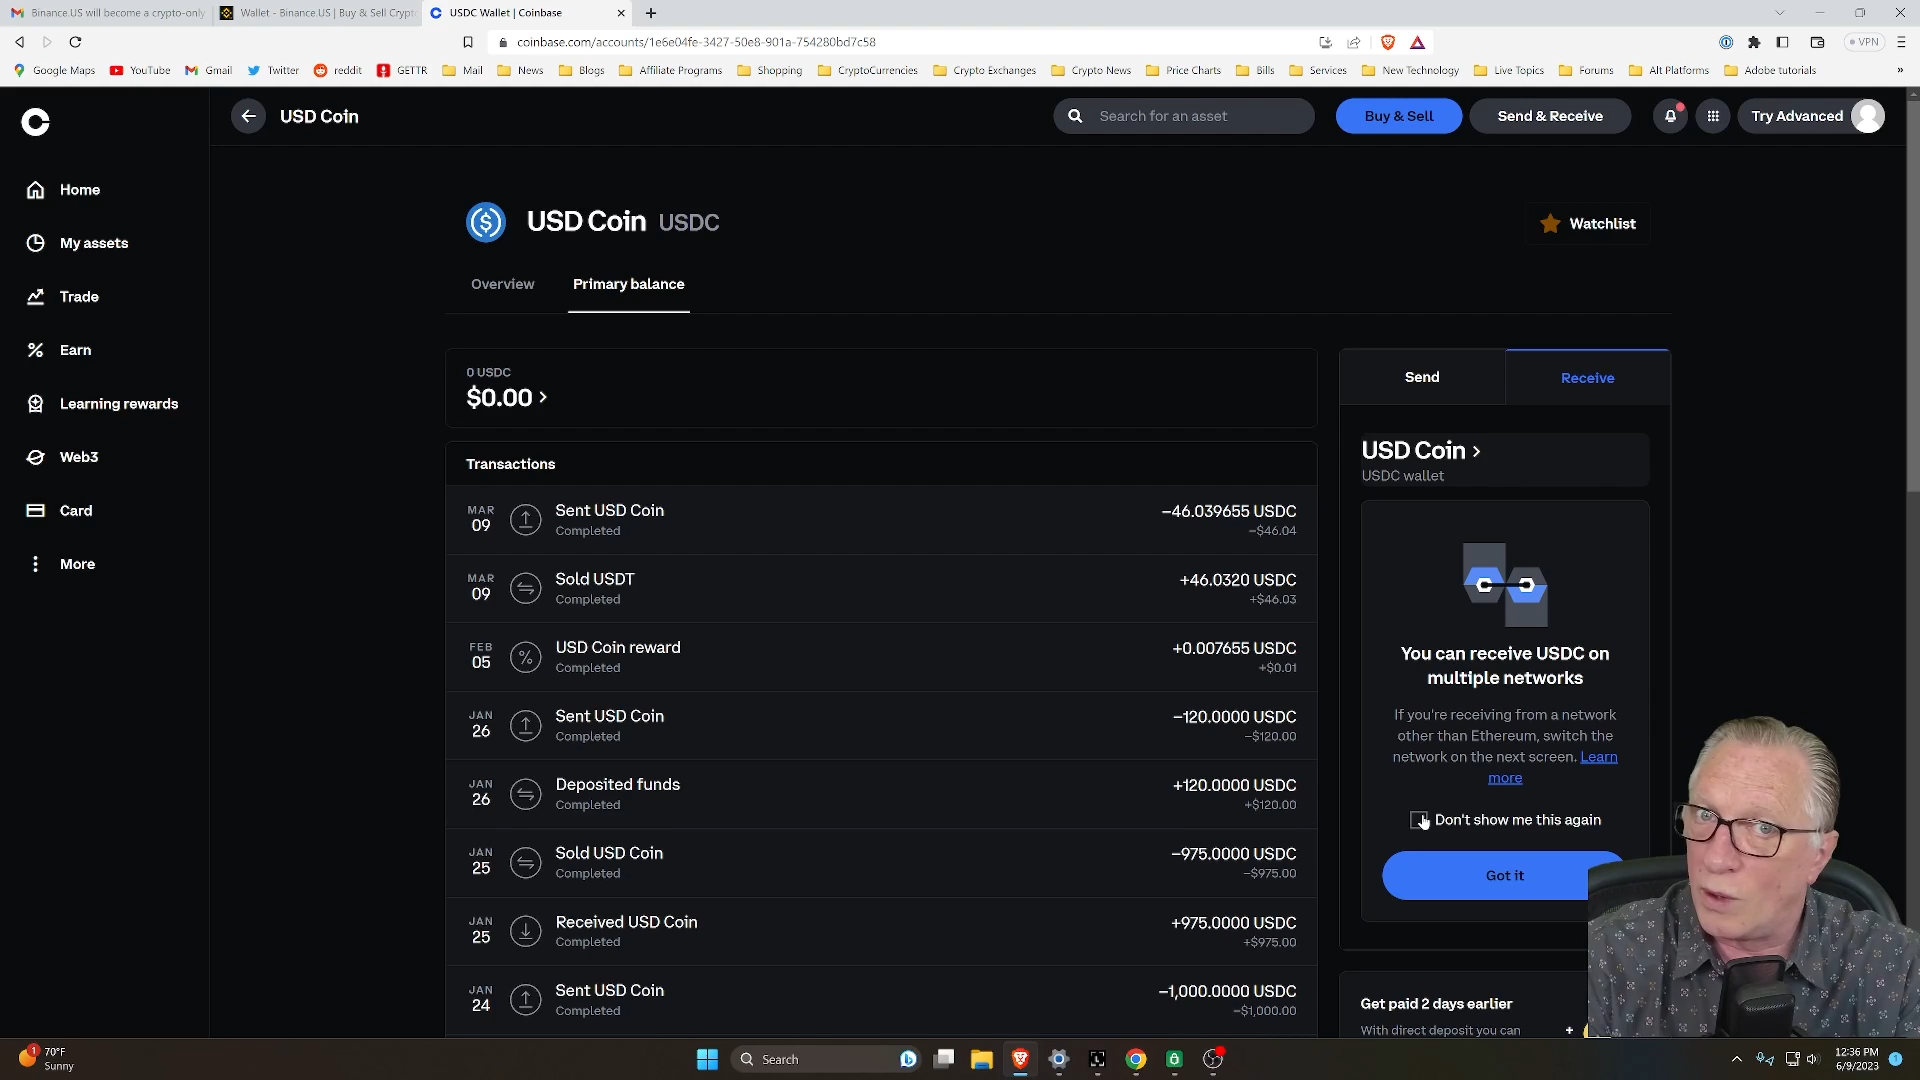 Binance.US will become a crypto-only
Wallet - Binance.US | Buy & Sell Crypt
USDC Wallet | Coinbase
coinbase.com/accounts/1e6e04fe-3427-50e8-901a-754280bd7c58
VPN
Google Maps
YouTube
Gmail
Twitter
reddit
GETTR
Mail
News
Blogs
Affiliate Programs
Shopping
CryptoCurrencies
Crypto Exchanges
Crypto News
Price Charts
Bills
Services
New Technology
Live Topics
Forums
Alt Platforms
Adobe tutorials
»
USD Coin
Search for an asset
Buy & Sell
Send & Receive
Try Advanced
Home
My assets
Trade
Earn
Learning rewards
Web3
Card
More
USD Coin USDC
Watchlist
Overview
Primary balance
0 USDC
$0.00 >
Transactions
MAR 09
Sent USD Coin
Completed
−46.039655 USDC
−$46.04
MAR 09
Sold USDT
Completed
+46.0320 USDC
+$46.03
FEB 05
USD Coin reward
Completed
+0.007655 USDC
+$0.01
JAN 26
Sent USD Coin
Completed
−120.0000 USDC
−$120.00
JAN 26
Deposited funds
Completed
+120.0000 USDC
+$120.00
JAN 25
Sold USD Coin
Completed
−975.0000 USDC
−$975.00
JAN 25
Received USD Coin
Completed
+975.0000 USDC
+$975.00
JAN 24
Sent USD Coin
Completed
−1,000.0000 USDC
−$1,000.00
Send
Receive
USD Coin >
USDC wallet
You can receive USDC on
multiple networks
If you're receiving from a network
other than Ethereum, switch the
network on the next screen. Learn
more
Don't show me this again
Got it
Get paid 2 days earlier
With direct deposit you can
1
70°F
Sunny
Search
12:36 PM
6/9/2023
1